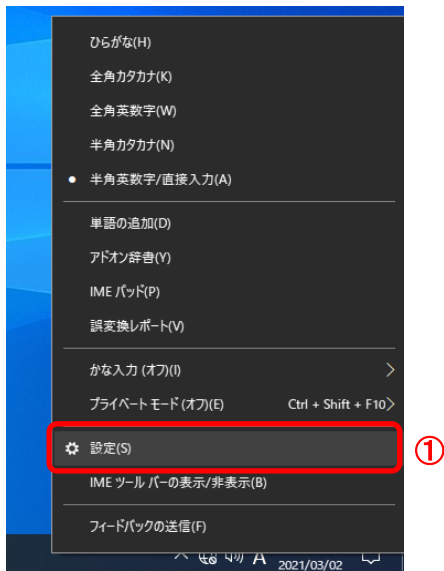 ひらがな(H)
全角カタカナ(K)
全角英数字(W)
半角カタカナ(N)
● 半角英数字/直接入力(A)
単語の追加(D)
アドオン辞書(Y)
IME パッド(P)
誤変換レポート(V)
かな入力 (オフ)(I)
プライベート モード (オフ)(E) Ctrl + Shift + F10
設定(S)
①
IME ツール バーの表示/非表示(B)
フィードバックの送信(F)
A
2021/03/02